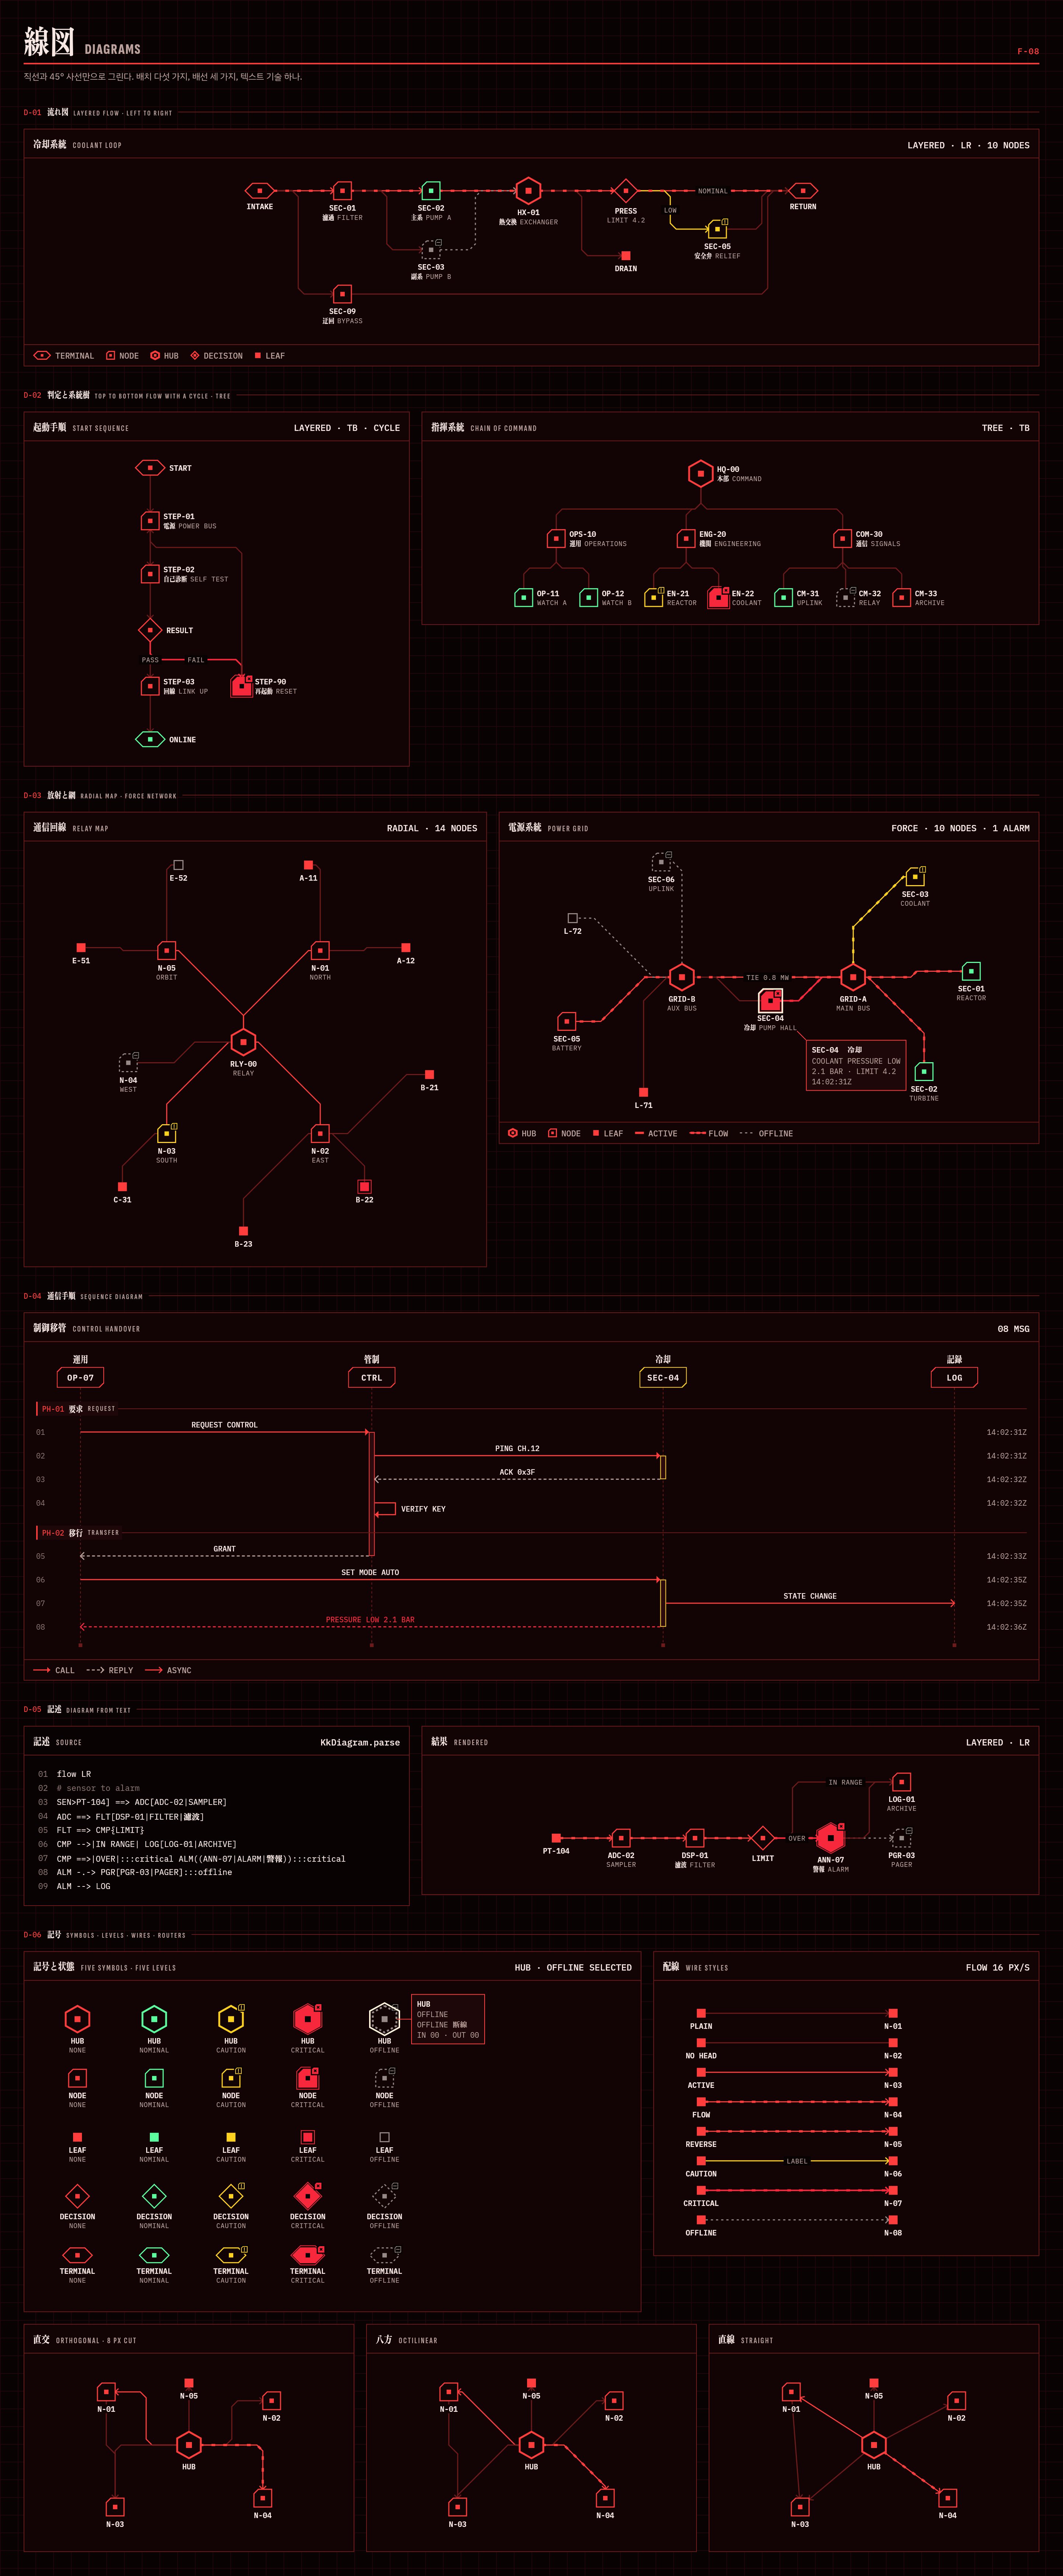 線図 DIAGRAMS
F-08
직선과 45° 사선만으로 그린다. 배치 다섯 가지, 배선 세 가지, 텍스트 기술 하나.
D-01 流れ図 LAYERED FLOW · LEFT TO RIGHT
冷却系統 COOLANT LOOP
LAYERED · LR · 10 NODES
INTAKE
SEC-01
濾過 FILTER
SEC-02
主系 PUMP A
HX-01
熱交換 EXCHANGER
PRESS
LIMIT 4.2
NOMINAL
RETURN
LOW
SEC-05
安全弁 RELIEF
SEC-03
副系 PUMP B
DRAIN
SEC-09
迂回 BYPASS
TERMINAL
NODE
HUB
DECISION
LEAF
D-02 判定と系統樹 TOP TO BOTTOM FLOW WITH A CYCLE · TREE
起動手順 START SEQUENCE
LAYERED · TB · CYCLE
START
STEP-01
電源 POWER BUS
STEP-02
自己診断 SELF TEST
RESULT
PASS
FAIL
STEP-03
回線 LINK UP
STEP-90
再起動 RESET
ONLINE
指揮系統 CHAIN OF COMMAND
TREE · TB
HQ-00
本部 COMMAND
OPS-10
運用 OPERATIONS
ENG-20
機関 ENGINEERING
COM-30
通信 SIGNALS
OP-11
WATCH A
OP-12
WATCH B
EN-21
REACTOR
EN-22
COOLANT
CM-31
UPLINK
CM-32
RELAY
CM-33
ARCHIVE
D-03 放射と網 RADIAL MAP · FORCE NETWORK
通信回線 RELAY MAP
RADIAL · 14 NODES
E-52
A-11
E-51
N-05
ORBIT
N-01
NORTH
A-12
RLY-00
RELAY
N-04
WEST
B-21
N-03
SOUTH
N-02
EAST
C-31
B-22
B-23
電源系統 POWER GRID
FORCE · 10 NODES · 1 ALARM
SEC-06
UPLINK
SEC-03
COOLANT
L-72
TIE 0.8 MW
GRID-B
AUX BUS
GRID-A
MAIN BUS
SEC-01
REACTOR
SEC-04
冷却 PUMP HALL
SEC-05
BATTERY
SEC-04 冷却
COOLANT PRESSURE LOW
2.1 BAR · LIMIT 4.2
14:02:31Z
SEC-02
TURBINE
L-71
HUB
NODE
LEAF
ACTIVE
FLOW
OFFLINE
D-04 通信手順 SEQUENCE DIAGRAM
制御移管 CONTROL HANDOVER
08 MSG
運用
OP-07
管制
CTRL
冷却
SEC-04
記録
LOG
PH-01 要求 REQUEST
01 REQUEST CONTROL 14:02:31Z
02 PING CH.12 14:02:31Z
03 ACK 0x3F 14:02:32Z
04 VERIFY KEY 14:02:32Z
PH-02 移行 TRANSFER
05 GRANT 14:02:33Z
06 SET MODE AUTO 14:02:35Z
07 STATE CHANGE 14:02:35Z
08 PRESSURE LOW 2.1 BAR 14:02:36Z
CALL
REPLY
ASYNC
D-05 記述 DIAGRAM FROM TEXT
記述 SOURCE
KkDiagram.parse
01 flow LR
02 # sensor to alarm
03 SEN>PT-104] ==> ADC[ADC-02|SAMPLER]
04 ADC ==> FLT[DSP-01|FILTER|濾波]
05 FLT ==> CMP{LIMIT}
06 CMP -->|IN RANGE| LOG[LOG-01|ARCHIVE]
07 CMP ==>|OVER|:::critical ALM((ANN-07|ALARM|警報)):::critical
08 ALM -.-> PGR[PGR-03|PAGER]:::offline
09 ALM --> LOG
結果 RENDERED
LAYERED · LR
IN RANGE
LOG-01
ARCHIVE
PT-104
ADC-02
SAMPLER
DSP-01
濾波 FILTER
LIMIT
OVER
ANN-07
警報 ALARM
PGR-03
PAGER
D-06 記号 SYMBOLS · LEVELS · WIRES · ROUTERS
記号と状態 FIVE SYMBOLS · FIVE LEVELS
HUB · OFFLINE SELECTED
HUB HUB HUB HUB HUB
NONE NOMINAL CAUTION CRITICAL OFFLINE
HUB
OFFLINE
OFFLINE 断線
IN 00 · OUT 00
NODE NODE NODE NODE NODE
NONE NOMINAL CAUTION CRITICAL OFFLINE
LEAF LEAF LEAF LEAF LEAF
NONE NOMINAL CAUTION CRITICAL OFFLINE
DECISION DECISION DECISION DECISION DECISION
NONE NOMINAL CAUTION CRITICAL OFFLINE
TERMINAL TERMINAL TERMINAL TERMINAL TERMINAL
NONE NOMINAL CAUTION CRITICAL OFFLINE
配線 WIRE STYLES
FLOW 16 PX/S
PLAIN N-01
NO HEAD N-02
ACTIVE N-03
FLOW N-04
REVERSE N-05
LABEL
CAUTION N-06
CRITICAL N-07
OFFLINE N-08
直交 ORTHOGONAL · 8 PX CUT
N-01
N-05
N-02
HUB
N-03
N-04
八方 OCTILINEAR
N-01
N-05
N-02
HUB
N-03
N-04
直線 STRAIGHT
N-01
N-05
N-02
HUB
N-03
N-04